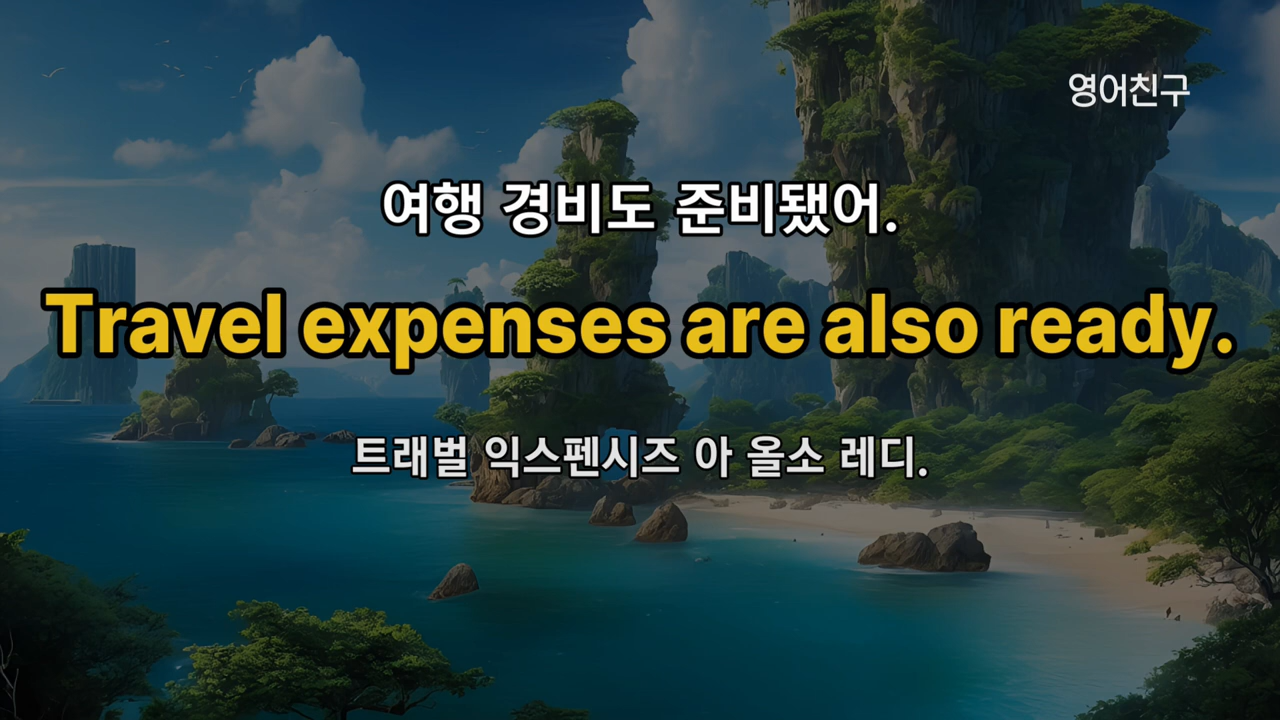 영어친구
여행 경비도 준비됐어.
Travel expenses are also ready.
트래벌 익스펜시즈 아 올소 레디.